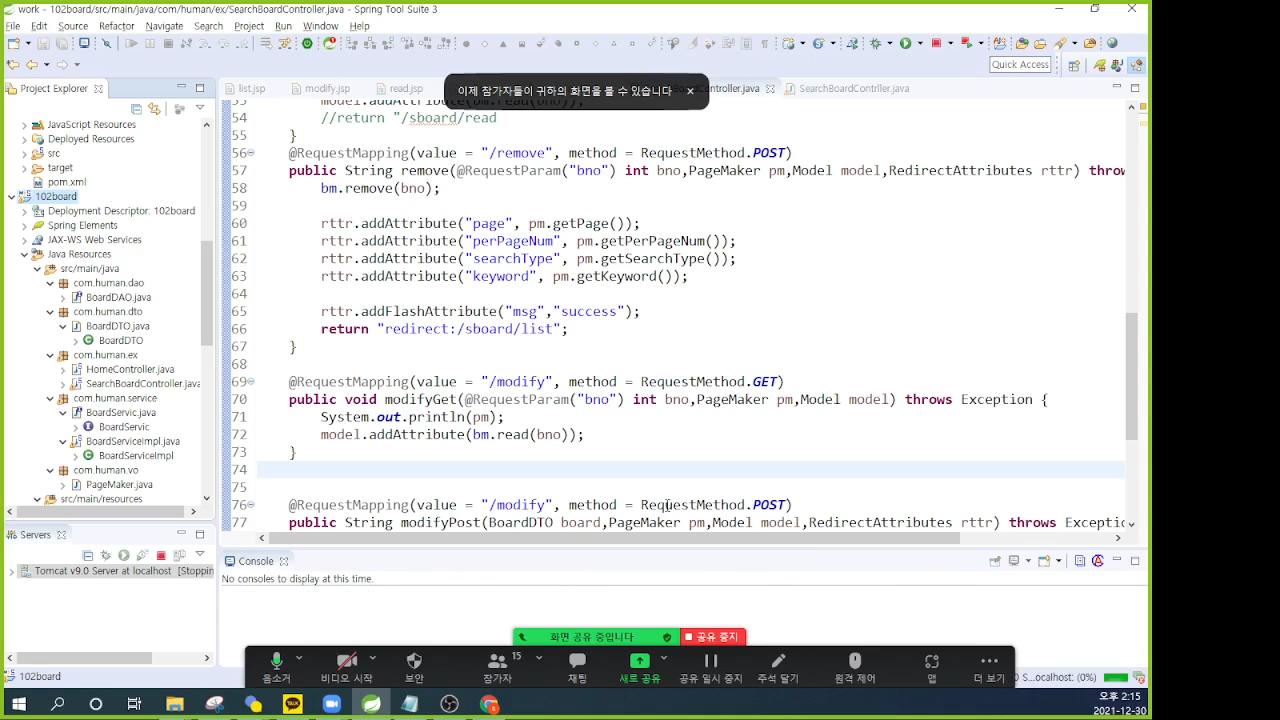 work - 102board/src/main/java/com/human/ex/SearchBoardController.java - Spring Tool Suite 3
File Edit Source Refactor Navigate Search Project Run Window Help
Quick Access
Project Explorer
list.jsp
modify.jsp
read.jsp
Controller.java
SearchBoardContrller.java
이제 참가자들이 귀하의 화면을 볼 수 있습니다
JavaScript Resources
Deployed Resources
src
target
pom.xml
102board
Deployment Descriptor: 102board
Spring Elements
JAX-WS Web Services
Java Resources
src/main/java
com.human.dao
BoardDAO.java
com.human.dto
BoardDTO.java
BoardDTO
com.human.ex
HomeController.java
SearchBoardController.java
com.human.service
BoardServic.java
BoardServic
BoardServiceImpl.java
BoardServiceImpl
com.human.vo
PageMaker.java
src/main/resources
53 model.addAttribute(bm.read(bno));
54 //return "/sboard/read
55 }
56 @RequestMapping(value = "/remove", method = RequestMethod.POST)
57 public String remove(@RequestParam("bno") int bno,PageMaker pm,Model model,RedirectAttributes rttr) throw
58 bm.remove(bno);
59
60 rttr.addAttribute("page", pm.getPage());
61 rttr.addAttribute("perPageNum", pm.getPerPageNum());
62 rttr.addAttribute("searchType", pm.getSearchType());
63 rttr.addAttribute("keyword", pm.getKeyword());
64
65 rttr.addFlashAttribute("msg","success");
66 return "redirect:/sboard/list";
67 }
68
69 @RequestMapping(value = "/modify", method = RequestMethod.GET)
70 public void modifyGet(@RequestParam("bno") int bno,PageMaker pm,Model model) throws Exception {
71 System.out.println(pm);
72 model.addAttribute(bm.read(bno));
73 }
74
75
76 @RequestMapping(value = "/modify", method = RequestMethod.POST)
77 public String modifyPost(BoardDTO board,PageMaker pm,Model model,RedirectAttributes rttr) throws Exceptio
Servers
Tomcat v9.0 Server at localhost [Stoppin
Console
No consoles to display at this time.
화면 공유 중입니다
공유 중지
15
음소거
비디오 시작
보안
참가자
채팅
새로 공유
공유 일시 중지
주석 달기
원격 제어
앱
더 보기
102board
S...ocalhost: (0%)
TALK
오후 2:15
2021-12-30